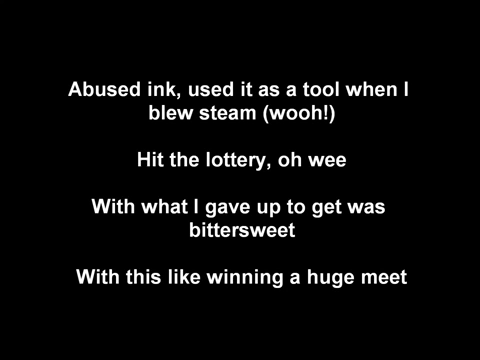 Abused ink, used it as a tool when I
blew steam (wooh!)
Hit the lottery, oh wee
With what I gave up to get was
bittersweet
With this like winning a huge meet